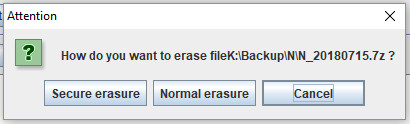 Attention
How do you want to erase fileK:\Backup\N\N_20180715.7z ?
Secure erasure Normal erasure Cancel